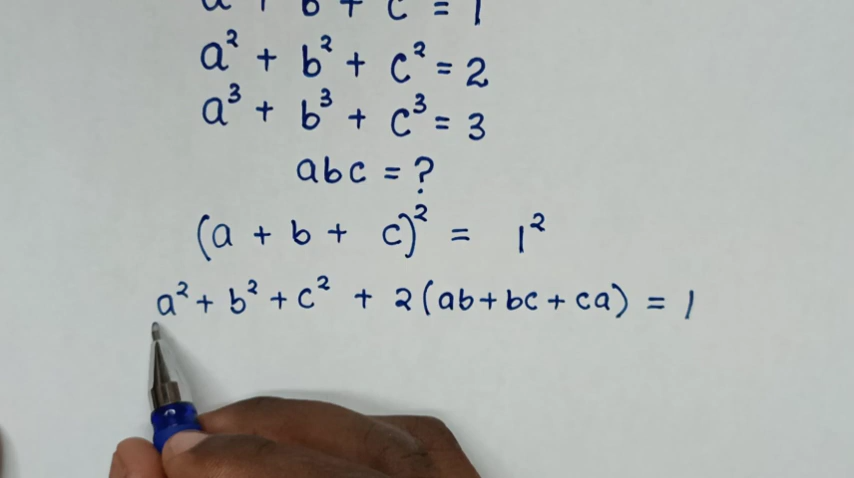 a + b + c = 1
a² + b² + c² = 2
a³ + b³ + c³ = 3
abc = ?
(a + b + c)² = 1²
a² + b² + c² + 2(ab + bc + ca) = 1